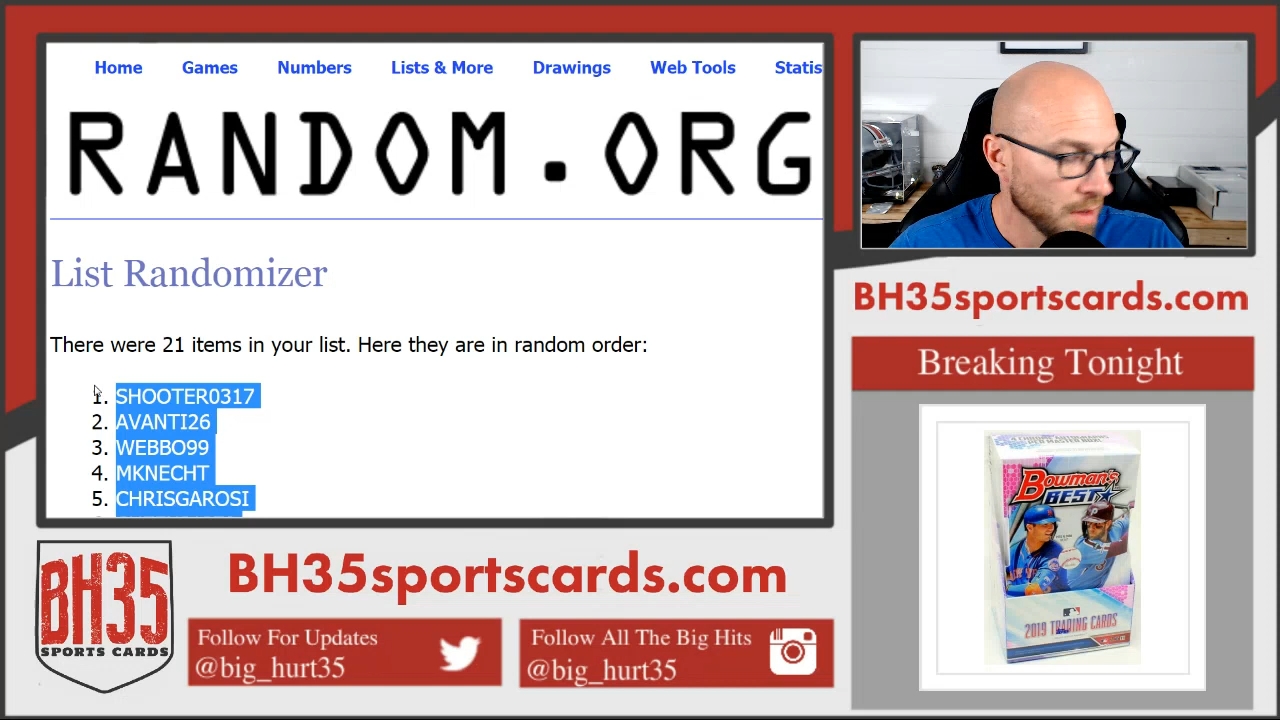 Home Games Numbers Lists & More Drawings Web Tools Statis
RANDOM.ORG
List Randomizer
There were 21 items in your list. Here they are in random order:
1. SHOOTER0317
2. AVANTI26
3. WEBBO99
4. MKNECHT
5. CHRISGAROSI
BH35sportscards.com
Breaking Tonight
Bowman's
BEST
2019 TRADING CARDS
BH35
SPORTS CARDS
BH35sportscards.com
Follow For Updates
@big_hurt35
Follow All The Big Hits
@big_hurt35